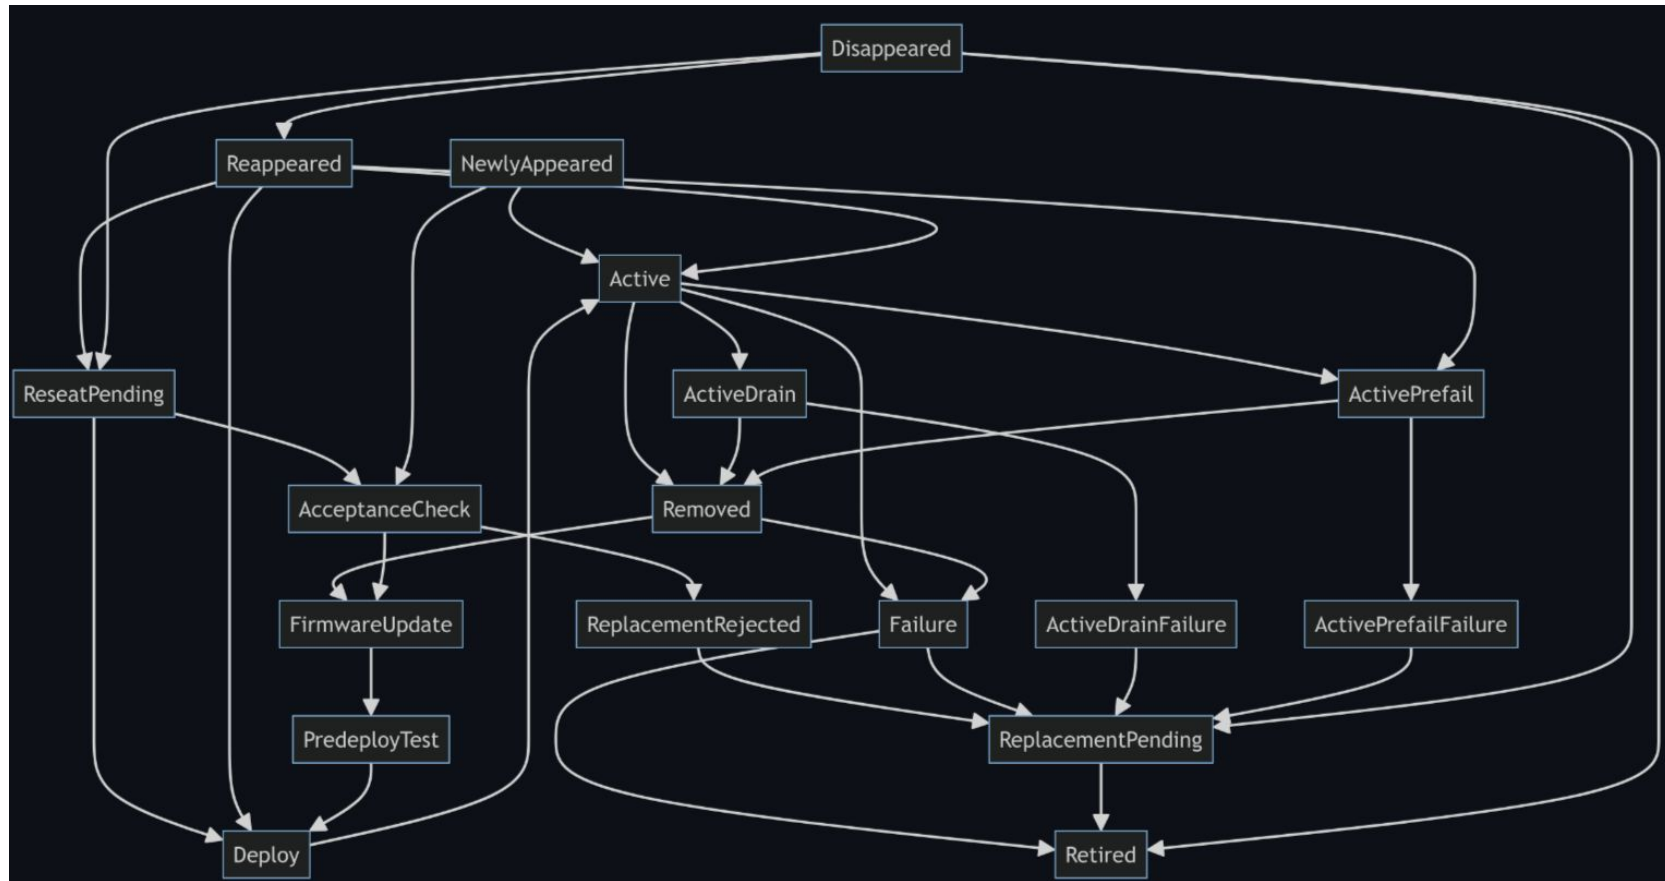 Disappeared
Reappeared
NewlyAppeared
Active
ReseatPending
ActiveDrain
ActivePrefail
AcceptanceCheck
Removed
FirmwareUpdate
ReplacementRejected
Failure
ActiveDrainFailure
ActivePrefailFailure
PredeployTest
ReplacementPending
Deploy
Retired